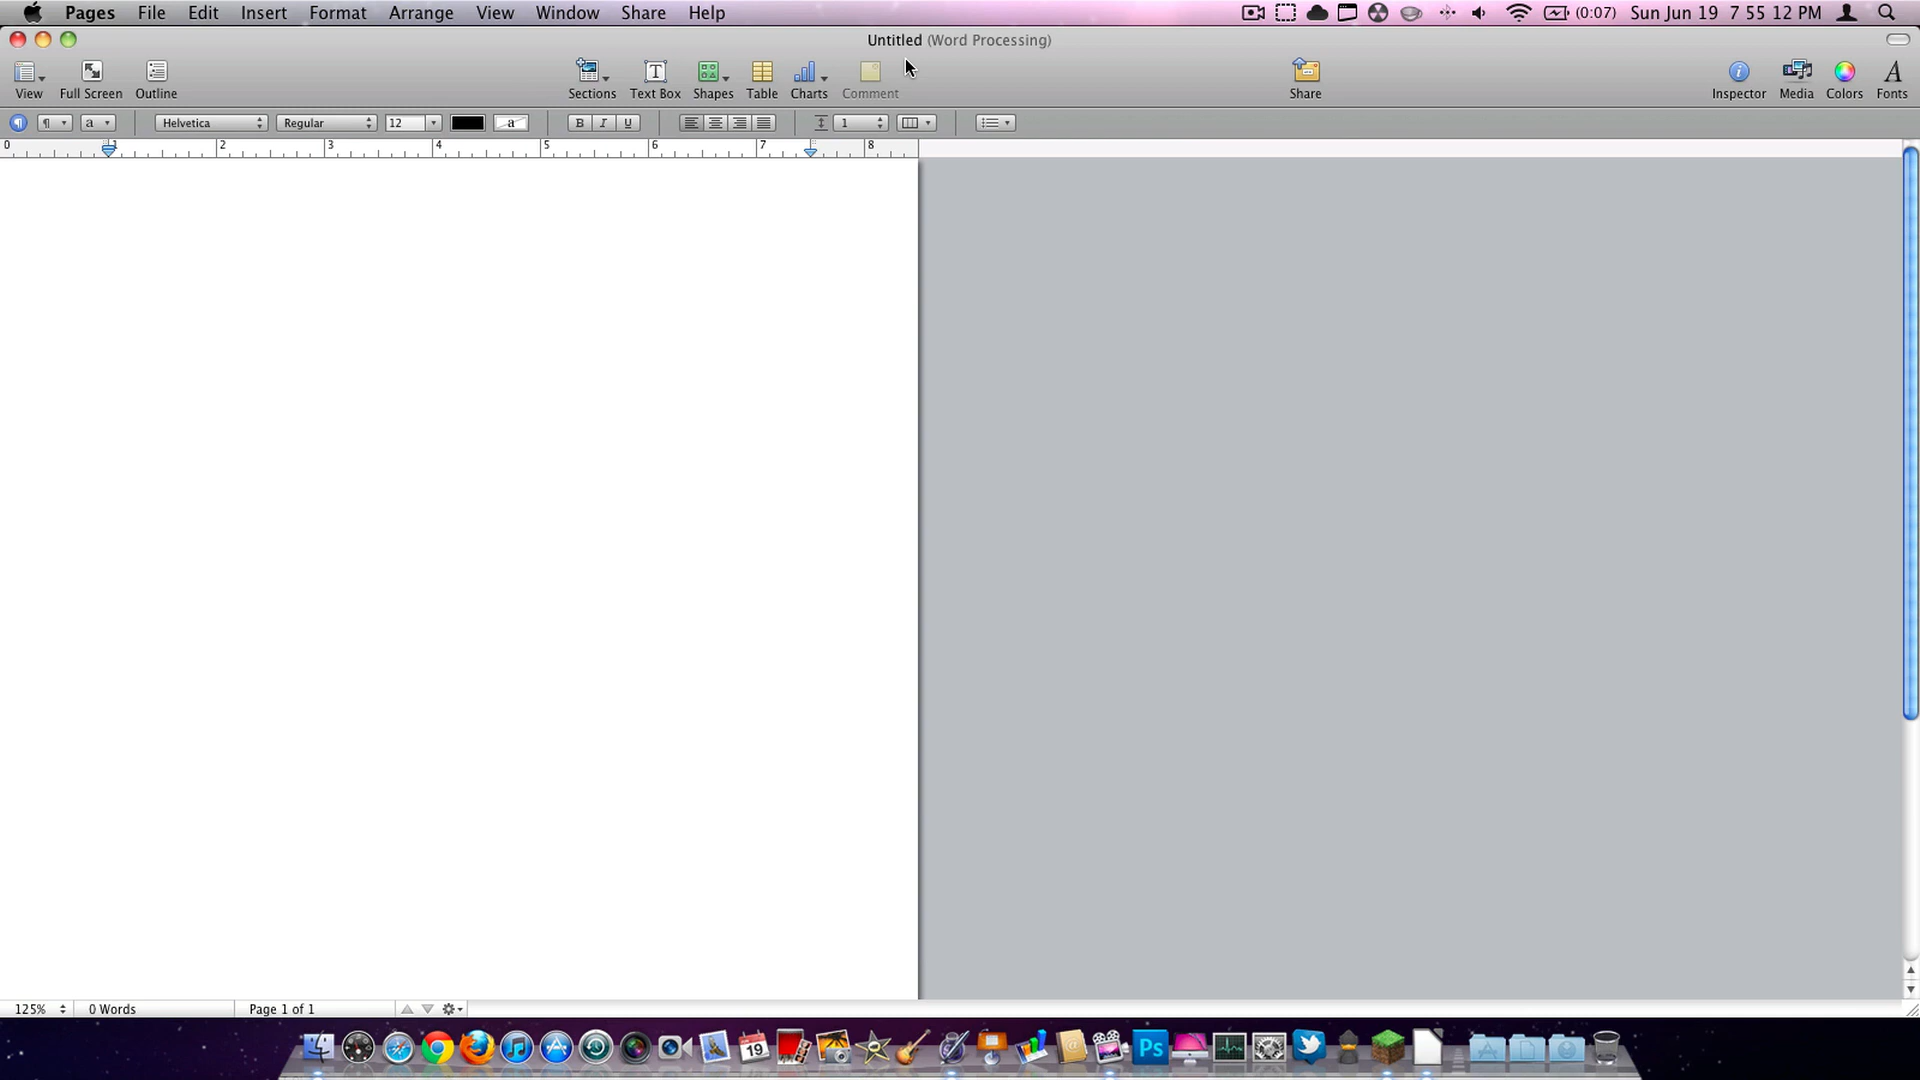 Pages File Edit Insert Format Arrange View Window Share Help (0:07) Sun Jun 19 7 55 12 PM
Untitled (Word Processing)
View Full Screen Outline Sections Text Box Shapes Table Charts Comment Share Inspector Media Colors Fonts
a Helvetica Regular 12 a B I U 1
0 1 2 3 4 5 6 7 8
125% 0 Words Page 1 of 1
19 Ps